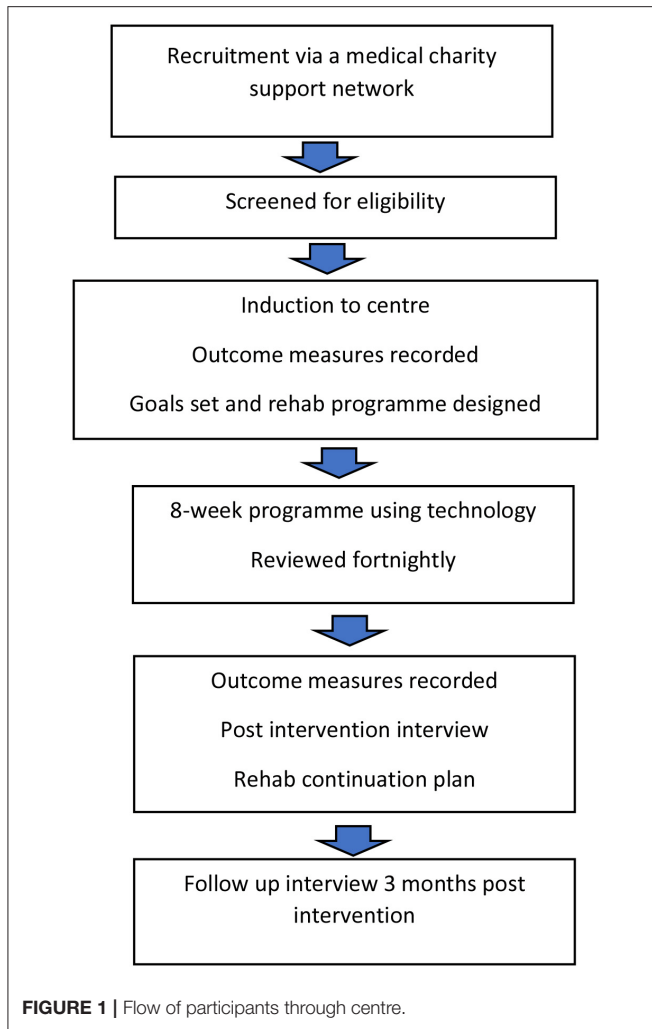 Recruitment via a medical charity
support network
Screened for eligibility
Induction to centre
Outcome measures recorded
Goals set and rehab programme designed
8-week programme using technology
Reviewed fortnightly
Outcome measures recorded
Post intervention interview
Rehab continuation plan
Follow up interview 3 months post
intervention
FIGURE 1 | Flow of participants through centre.